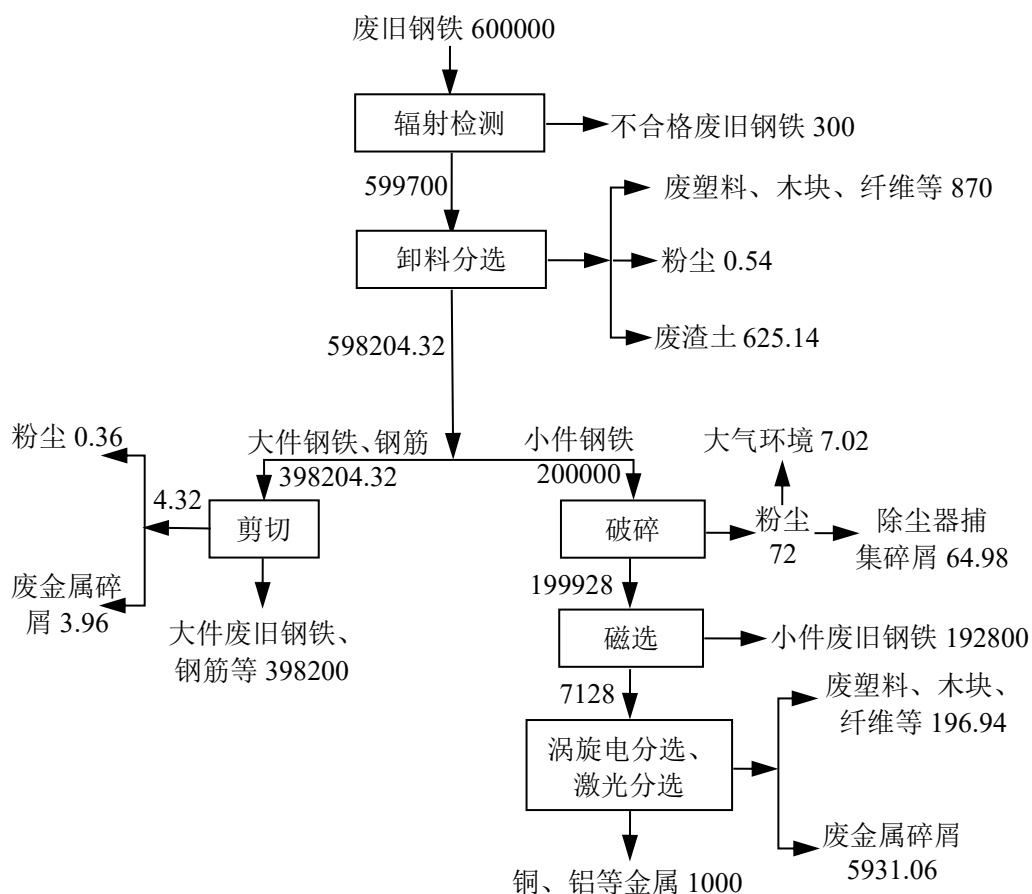 废旧钢铁 600000
辐射检测
不合格废旧钢铁 300
599700
废塑料、木块、纤维等 870
卸料分选
粉尘 0.54
废渣土 625.14
598204.32
粉尘 0.36
大件钢铁、钢筋
398204.32
小件钢铁
200000
大气环境 7.02
4.32
剪切
破碎
粉尘
72
除尘器捕
集碎屑 64.98
废金属碎
屑 3.96
199928
大件废旧钢铁、
钢筋等 398200
磁选
小件废旧钢铁 192800
7128
废塑料、木块、
纤维等 196.94
涡旋电分选、
激光分选
废金属碎屑
5931.06
铜、铝等金属 1000